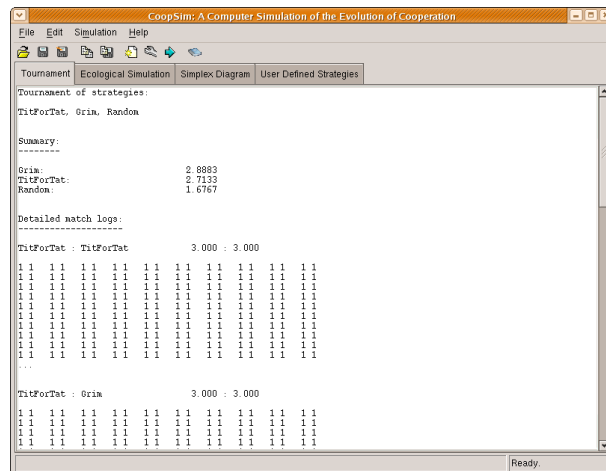 CoopSim: A Computer Simulation of the Evolution of Cooperation
File Edit Simulation Help
Tournament Ecological Simulation Simplex Diagram User Defined Strategies
Tournament of strategies:
TitForTat, Grim, Random
Summary:
--------
Grim: 2.8883
TitForTat: 2.7133
Random: 1.6767
Detailed match logs:
--------------------
TitForTat : TitForTat 3.000 : 3.000
1 1 1 1 1 1 1 1 1 1 1 1 1 1 1 1 1 1 1 1
1 1 1 1 1 1 1 1 1 1 1 1 1 1 1 1 1 1 1 1
1 1 1 1 1 1 1 1 1 1 1 1 1 1 1 1 1 1 1 1
1 1 1 1 1 1 1 1 1 1 1 1 1 1 1 1 1 1 1 1
1 1 1 1 1 1 1 1 1 1 1 1 1 1 1 1 1 1 1 1
1 1 1 1 1 1 1 1 1 1 1 1 1 1 1 1 1 1 1 1
1 1 1 1 1 1 1 1 1 1 1 1 1 1 1 1 1 1 1 1
1 1 1 1 1 1 1 1 1 1 1 1 1 1 1 1 1 1 1 1
1 1 1 1 1 1 1 1 1 1 1 1 1 1 1 1 1 1 1 1
1 1 1 1 1 1 1 1 1 1 1 1 1 1 1 1 1 1 1 1
...
TitForTat : Grim 3.000 : 3.000
1 1 1 1 1 1 1 1 1 1 1 1 1 1 1 1 1 1 1 1
1 1 1 1 1 1 1 1 1 1 1 1 1 1 1 1 1 1 1 1
1 1 1 1 1 1 1 1 1 1 1 1 1 1 1 1 1 1 1 1
1 1 1 1 1 1 1 1 1 1 1 1 1 1 1 1 1 1 1 1
Ready.